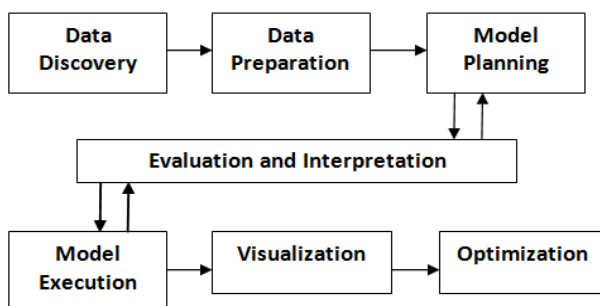 Data
Discovery
Data
Preparation
Model
Planning
Evaluation and Interpretation
Model
Execution
Visualization
Optimization